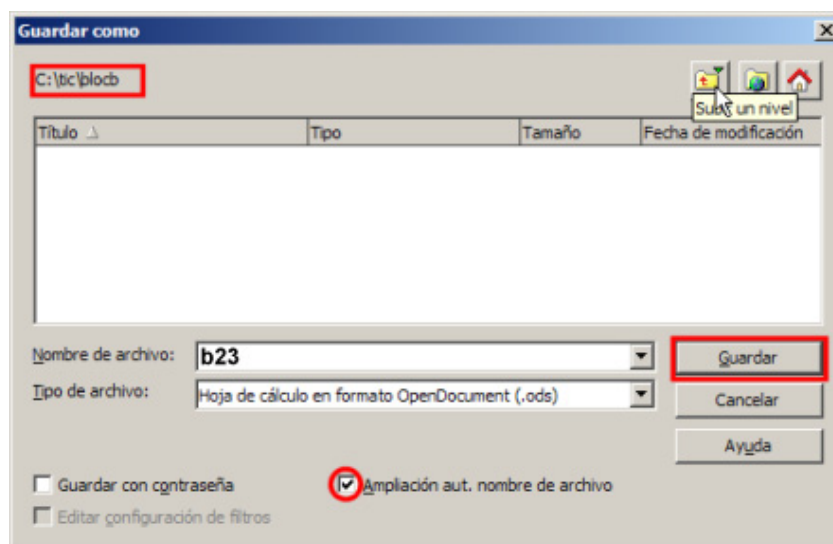 Guardar como
C:\tic\blocb
Subir un nivel
Título Tipo Tamaño Fecha de modificación
Nombre de archivo: b23 Guardar
Tipo de archivo: Hoja de cálculo en formato OpenDocument (.ods) Cancelar
Ayuda
Guardar con contraseña Ampliación aut. nombre de archivo
Editar configuración de filtros